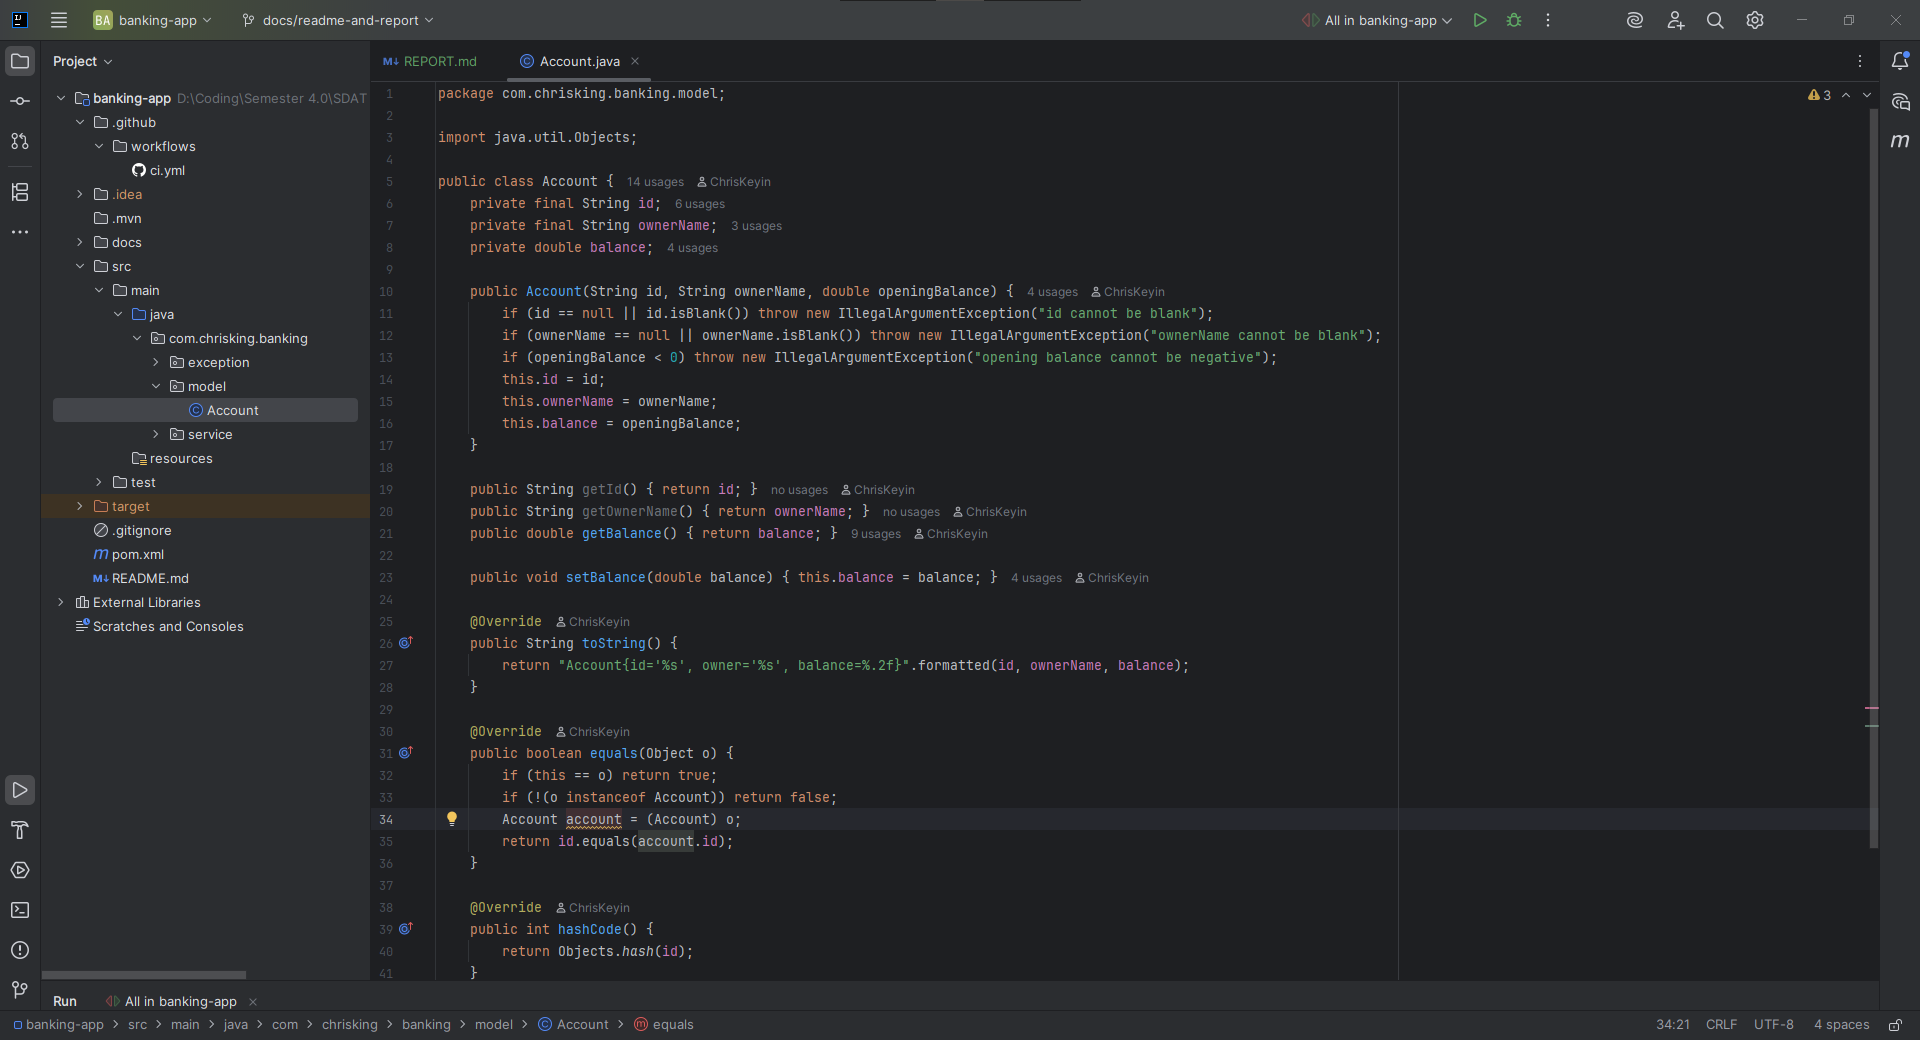 BA banking-app docs/readme-and-report All in banking-app
Project
banking-app D:\Coding\Semester 4.0\SDAT
.github
workflows
ci.yml
.idea
.mvn
docs
src
main
java
com.chrisking.banking
exception
model
Account
service
resources
test
target
.gitignore
pom.xml
README.md
External Libraries
Scratches and Consoles
REPORT.md Account.java
3
1 package com.chrisking.banking.model;
2
3 import java.util.Objects;
4
5 public class Account { 14 usages ChrisKeyin
6 private final String id; 6 usages
7 private final String ownerName; 3 usages
8 private double balance; 4 usages
9
10 public Account(String id, String ownerName, double openingBalance) { 4 usages ChrisKeyin
11 if (id == null || id.isBlank()) throw new IllegalArgumentException("id cannot be blank");
12 if (ownerName == null || ownerName.isBlank()) throw new IllegalArgumentException("ownerName cannot be blank");
13 if (openingBalance < 0) throw new IllegalArgumentException("opening balance cannot be negative");
14 this.id = id;
15 this.ownerName = ownerName;
16 this.balance = openingBalance;
17 }
18
19 public String getId() { return id; } no usages ChrisKeyin
20 public String getOwnerName() { return ownerName; } no usages ChrisKeyin
21 public double getBalance() { return balance; } 9 usages ChrisKeyin
22
23 public void setBalance(double balance) { this.balance = balance; } 4 usages ChrisKeyin
24
25 @Override ChrisKeyin
26 public String toString() {
27 return "Account{id='%s', owner='%s', balance=%.2f}".formatted(id, ownerName, balance);
28 }
29
30 @Override ChrisKeyin
31 public boolean equals(Object o) {
32 if (this == o) return true;
33 if (!(o instanceof Account)) return false;
34 Account account = (Account) o;
35 return id.equals(account.id);
36 }
37
38 @Override ChrisKeyin
39 public int hashCode() {
40 return Objects.hash(id);
41 }
Run All in banking-app
banking-app > src > main > java > com > chrisking > banking > model > Account > equals
34:21 CRLF UTF-8 4 spaces